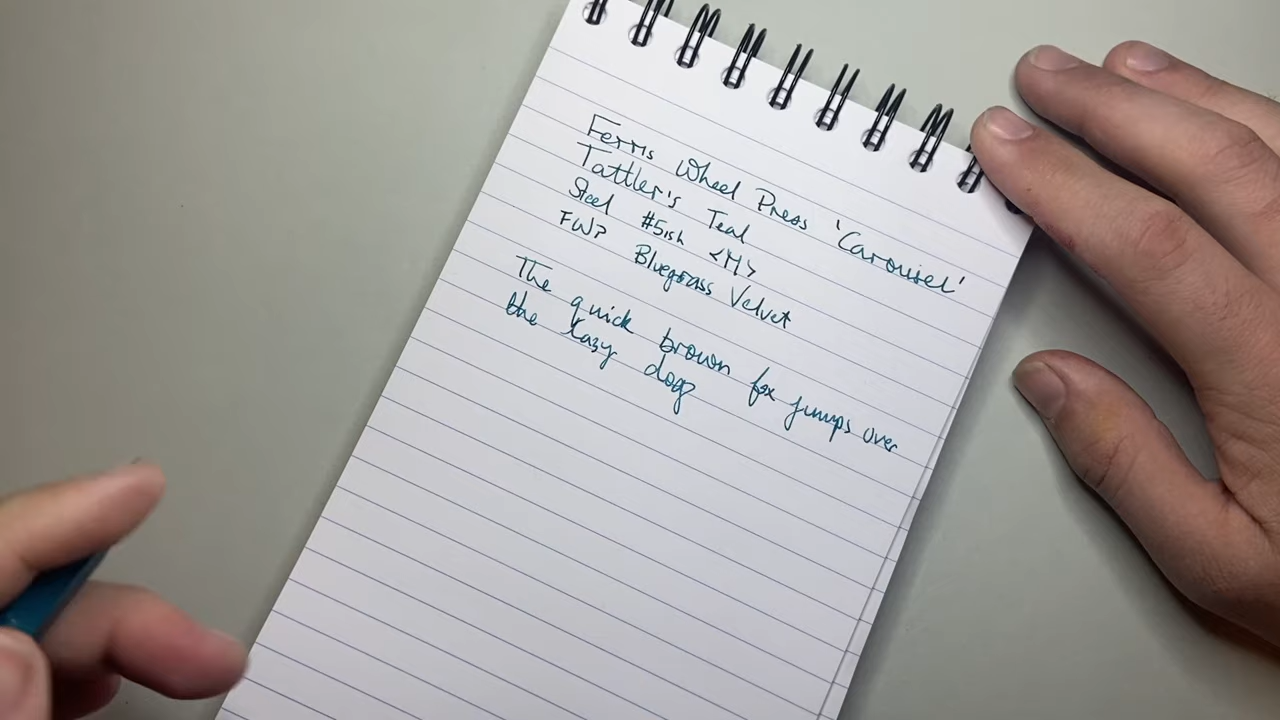 Ferris Wheel Press 'Carousel'
Tattler's Teal
Steel #5ish <M>
FWP Bluegrass Velvet
The quick brown fox jumps over
the lazy dog